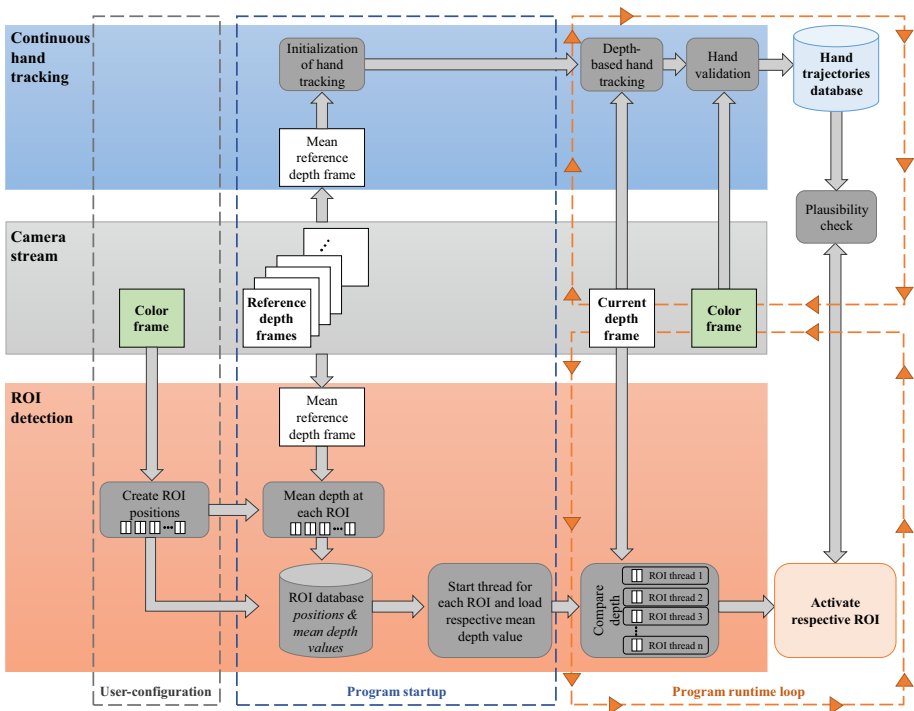 Continuous
hand
tracking
Initialization
of hand
tracking
Depth-
based hand
tracking
Hand
validation
Hand
trajectories
database
Mean
reference
depth frame
Plausibility
check
Camera
stream
Color
frame
Reference
depth
frames
Current
depth
frame
Color
frame
ROI
detection
Mean
reference
depth frame
Create ROI
positions
Mean depth at
each ROI
ROI database
positions &
mean depth
values
Start thread for
each ROI and load
respective mean
depth value
Compare
depth
ROI thread 1
ROI thread 2
ROI thread 3
ROI thread n
Activate
respective ROI
User-configuration
Program startup
Program runtime loop